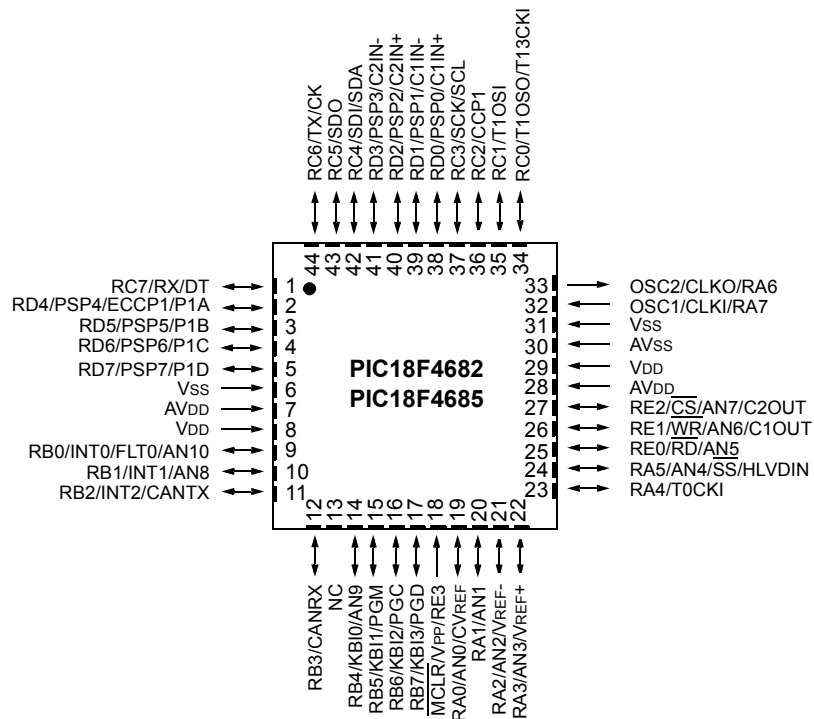 RC6/TX/CK
RC5/SDO
RC4/SDI/SDA
RD3/PSP3/C2IN-
RD2/PSP2/C2IN+
RD1/PSP1/C1IN-
RD0/PSP0/C1IN+
RC3/SCK/SCL
RC2/CCP1
RC1/T1OSI
RC0/T1OSO/T13CKI
44
43
42
41
40
39
38
37
36
35
34
RC7/RX/DT 1
RD4/PSP4/ECCP1/P1A 2
RD5/PSP5/P1B 3
RD6/PSP6/P1C 4
RD7/PSP7/P1D 5
VSS 6
AVDD 7
VDD 8
RB0/INT0/FLT0/AN10 9
RB1/INT1/AN8 10
RB2/INT2/CANTX 11
PIC18F4682
PIC18F4685
33 OSC2/CLKO/RA6
32 OSC1/CLKI/RA7
31 VSS
30 AVSS
29 VDD
28 AVDD
27 RE2/CS/AN7/C2OUT
26 RE1/WR/AN6/C1OUT
25 RE0/RD/AN5
24 RA5/AN4/SS/HLVDIN
23 RA4/T0CKI
12
13
14
15
16
17
18
19
20
21
22
RB3/CANRX
NC
RB4/KBI0/AN9
RB5/KBI1/PGM
RB6/KBI2/PGC
RB7/KBI3/PGD
MCLR/VPP/RE3
RA0/AN0/CVREF
RA1/AN1
RA2/AN2/VREF-
RA3/AN3/VREF+